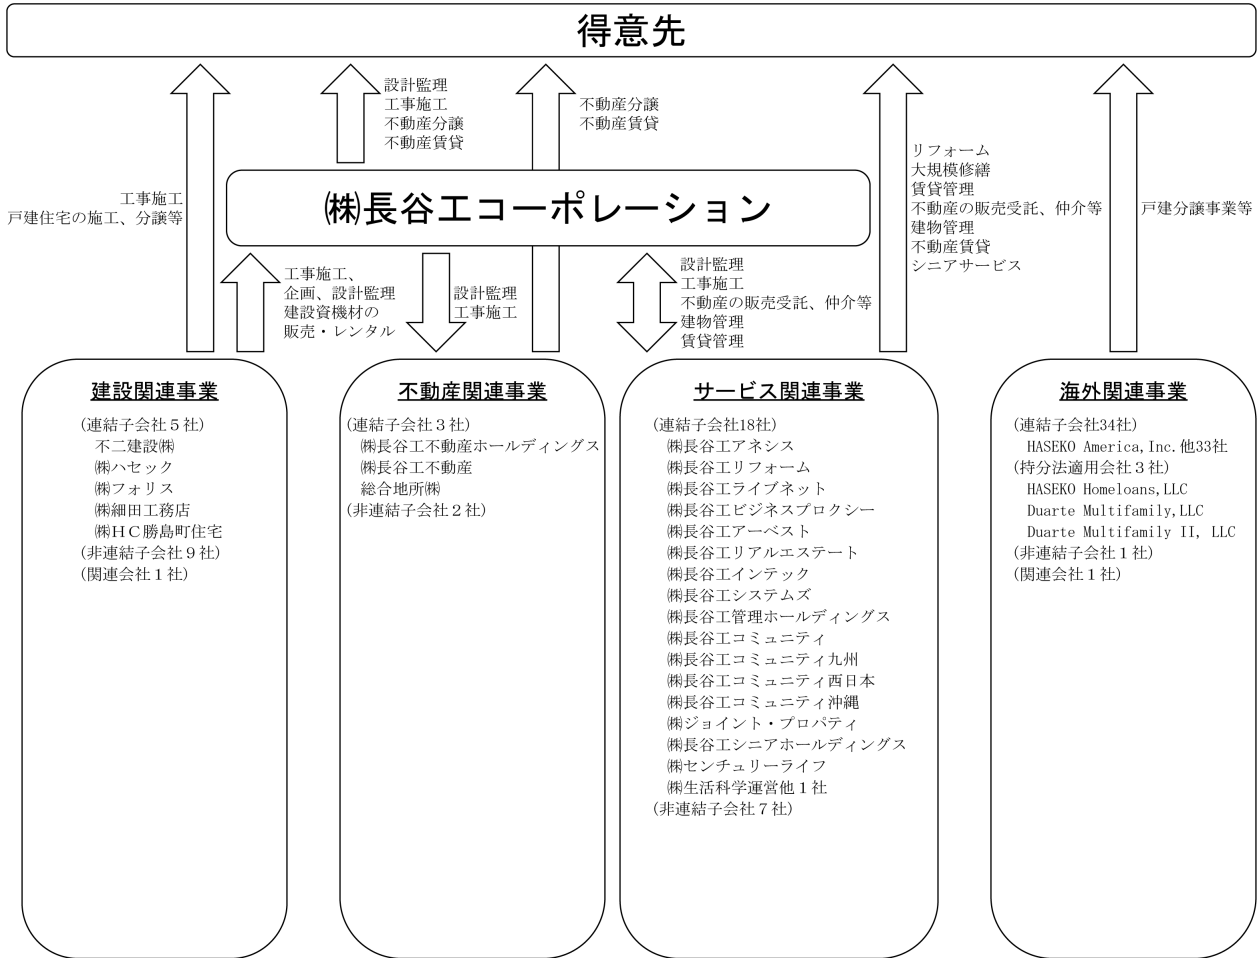 得意先
設計監理
工事施工
不動産分譲
不動産賃貸
不動産分譲
不動産賃貸
工事施工
戸建住宅の施工、分譲等
リフォーム
大規模修繕
賃貸管理
不動産の販売受託、仲介等
建物管理
不動産賃貸
シニアサービス
戸建分譲事業等
㈱長谷工コーポレーション
工事施工、
企画、設計監理
建設資機材の
販売・レンタル
設計監理
工事施工
設計監理
工事施工
不動産の販売受託、仲介等
建物管理
賃貸管理
建設関連事業
(連結子会社５社)
不二建設㈱
㈱ハセック
㈱フォリス
㈱細田工務店
㈱ＨＣ勝島町住宅
(非連結子会社９社)
(関連会社１社)
不動産関連事業
(連結子会社３社)
㈱長谷工不動産ホールディングス
㈱長谷工不動産
総合地所㈱
(非連結子会社２社)
サービス関連事業
(連結子会社18社)
㈱長谷工アネシス
㈱長谷工リフォーム
㈱長谷工ライブネット
㈱長谷工ビジネスプロクシー
㈱長谷工アーベスト
㈱長谷工リアルエステート
㈱長谷工インテック
㈱長谷工システムズ
㈱長谷工管理ホールディングス
㈱長谷工コミュニティ
㈱長谷工コミュニティ九州
㈱長谷工コミュニティ西日本
㈱長谷工コミュニティ沖縄
㈱ジョイント・プロパティ
㈱長谷工シニアホールディングス
㈱センチュリーライフ
㈱生活科学運営他１社
(非連結子会社７社)
海外関連事業
(連結子会社34社)
HASEKO America,Inc.他33社
(持分法適用会社３社)
HASEKO Homeloans,LLC
Duarte Multifamily,LLC
Duarte Multifamily II, LLC
(非連結子会社１社)
(関連会社１社)